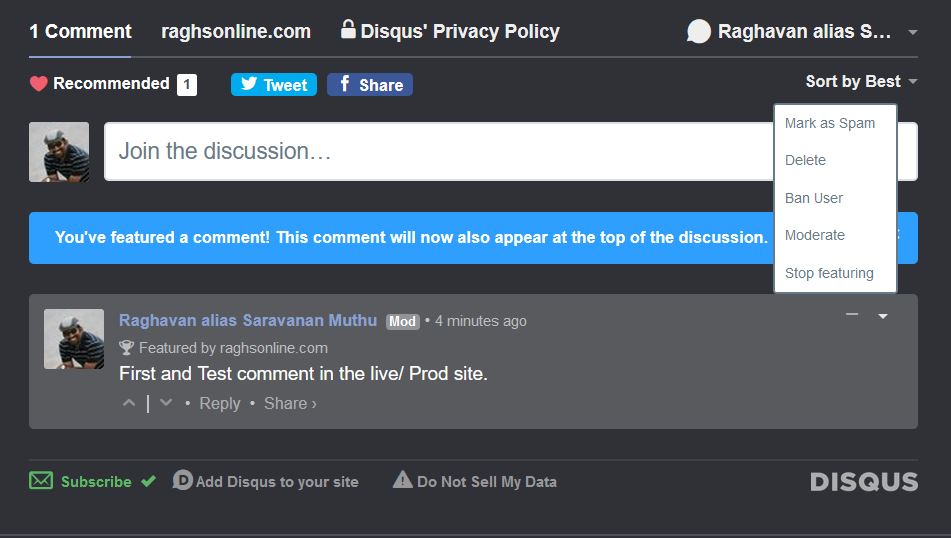 1 Comment raghsonline.com Disqus' Privacy Policy Raghavan alias S...
Recommended 1 Tweet Share Sort by Best
Join the discussion...
Mark as Spam
Delete
Ban User
Moderate
Stop featuring
You've featured a comment! This comment will now also appear at the top of the discussion.
Raghavan alias Saravanan Muthu Mod • 4 minutes ago
Featured by raghsonline.com
First and Test comment in the live/ Prod site.
• Reply • Share ›
Subscribe Add Disqus to your site Do Not Sell My Data DISQUS